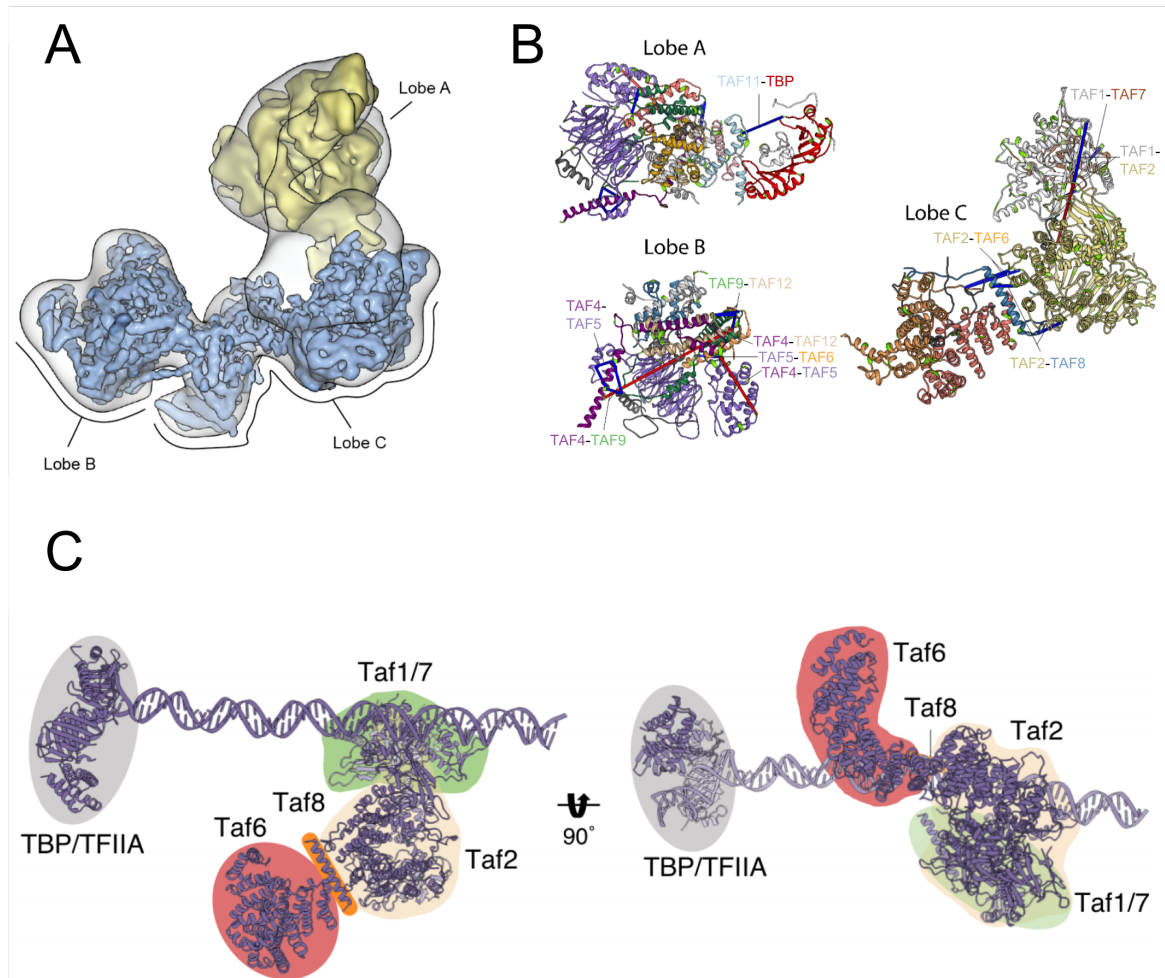 A
Lobe A
Lobe B
Lobe C
B
Lobe A
TAF11-TBP
Lobe B
TAF9-TAF12
TAF4-
TAF5
TAF4-TAF12
TAF5-TAF6
TAF4-TAF5
TAF4-TAF9
Lobe C
TAF1-TAF7
TAF1-
TAF2
TAF2-TAF6
TAF2-TAF8
C
Taf1/7
Taf8
Taf6
TBP/TFIIA
Taf2
90°
Taf6
Taf8
Taf2
TBP/TFIIA
Taf1/7